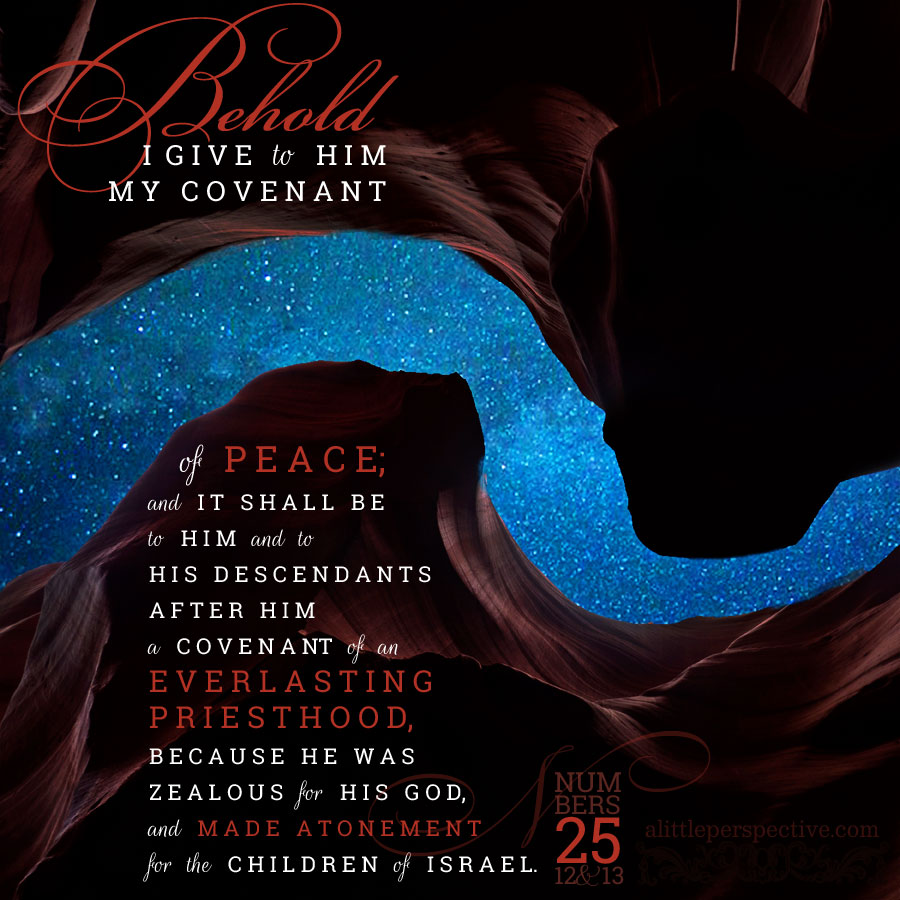 Behold
I GIVE to HIM
MY COVENANT
of PEACE;
and IT SHALL BE
to HIM and to
HIS DESCENDANTS
AFTER HIM
a COVENANT of an
EVERLASTING
PRIESTHOOD,
BECAUSE HE WAS
ZEALOUS for HIS GOD,
and MADE ATONEMENT
for the CHILDREN of ISRAEL.
NUM
BERS
25
12&13
alittleperspective.com